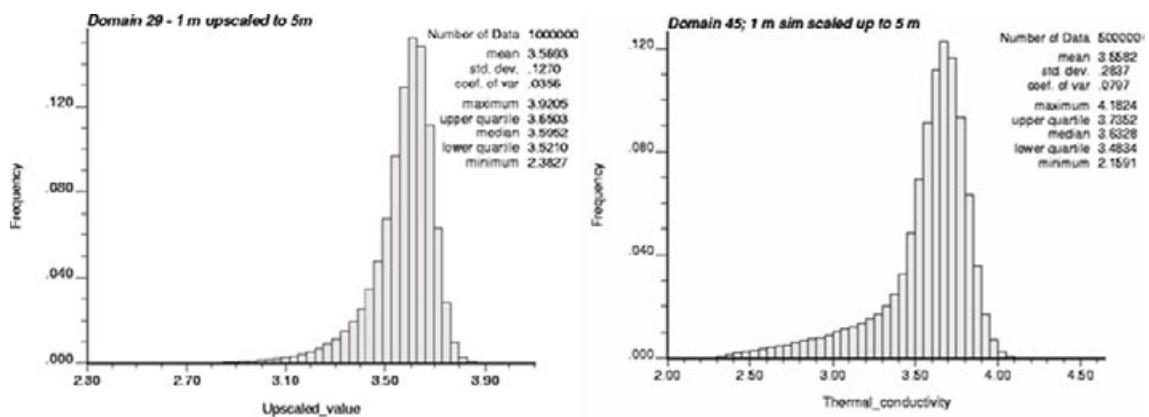 Domain 29 - 1 m upscaled to 5m
Number of Data 1000000
mean 3.5693
std. dev. .1270
coef. of var .0356
maximum 3.9205
upper quartile 3.6503
median 3.5952
lower quartile 3.5210
minimum 2.3827
Frequency
.120
.080
.040
.000
2.30 2.70 3.10 3.50 3.90
Upscaled_value
Domain 45; 1 m sim scaled up to 5 m
Number of Data 500000
mean 3.5582
std. dev. .2837
coef. of var .0797
maximum 4.1824
upper quartile 3.7352
median 3.6328
lower quartile 3.4834
minimum 2.1591
Frequency
.120
.080
.040
.000
2.00 2.50 3.00 3.50 4.00 4.50
Thermal_conductivity